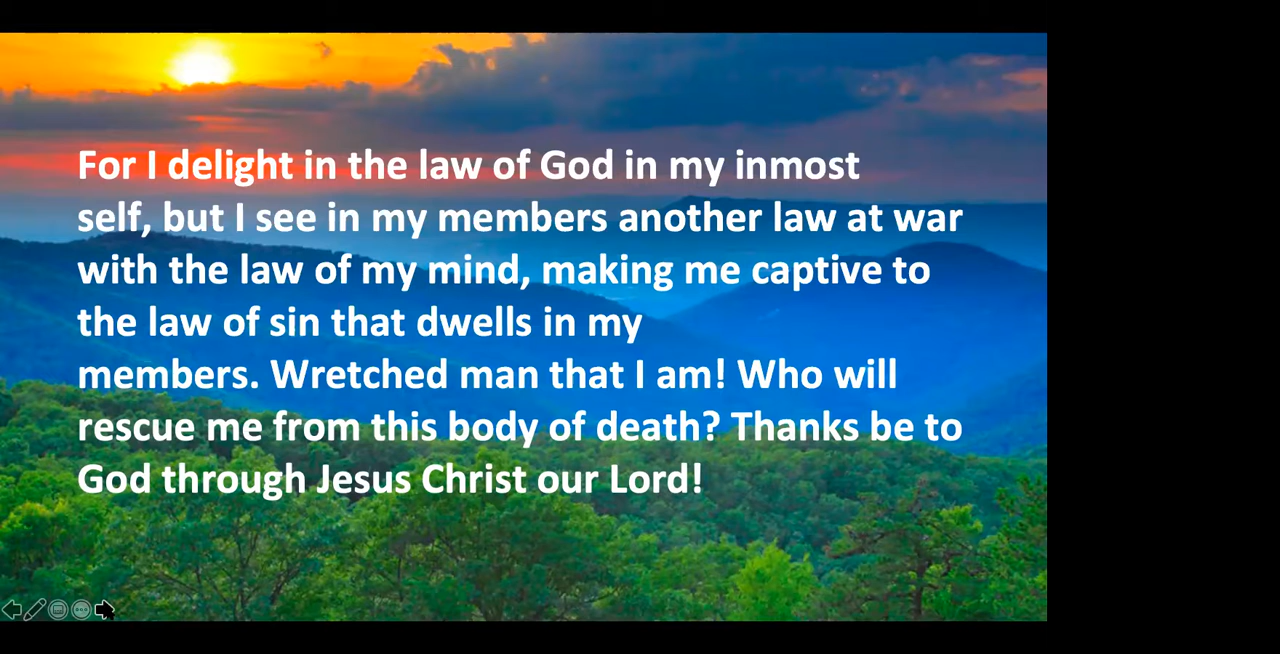 For I delight in the law of God in my inmost
self, but I see in my members another law at war
with the law of my mind, making me captive to
the law of sin that dwells in my
members. Wretched man that I am! Who will
rescue me from this body of death? Thanks be to
God through Jesus Christ our Lord!